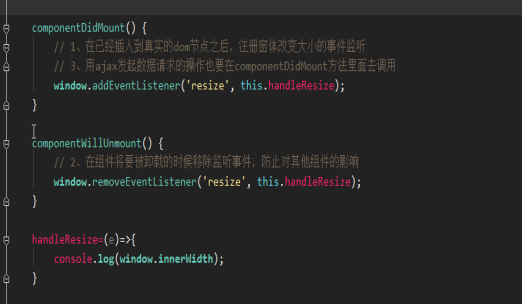 componentDidMount() {
// 1、在已经插入到真实的dom节点之后，注册窗体改变大小的事件监听
// 3、用ajax发起数据请求的操作也要在componentDidMount方法里面去调用
window.addEventListener('resize', this.handleResize);
}
componentWillUnmount() {
// 2、在组件将要被卸载的时候移除监听事件，防止对其他组件的影响
window.removeEventListener('resize', this.handleResize);
}
handleResize=(e)=>{
console.log(window.innerWidth);
}